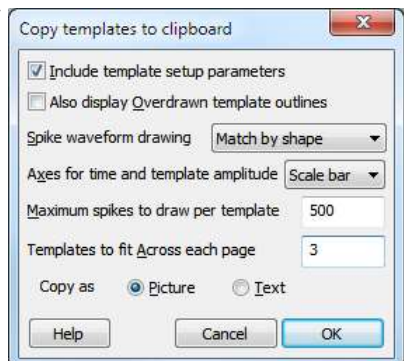 Copy templates to clipboard
Include template setup parameters
Also display Overdrawn template outlines
Spike waveform drawing Match by shape
Axes for time and template amplitude Scale bar
Maximum spikes to draw per template 500
Templates to fit Across each page 3
Copy as Picture Text
Help Cancel OK